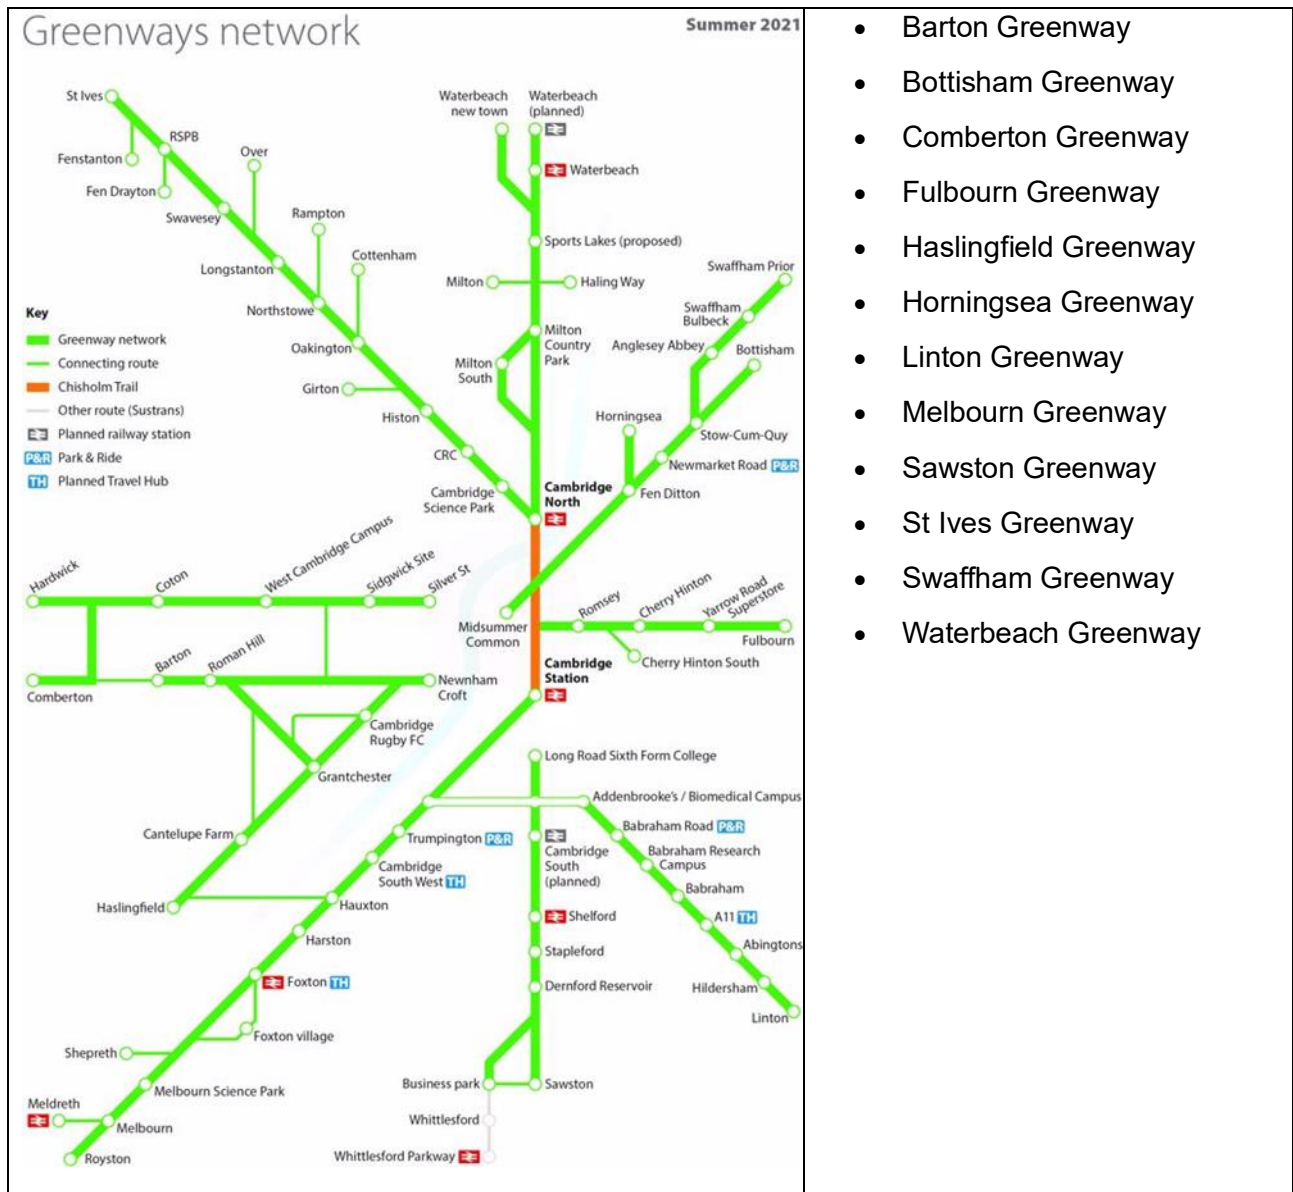 Greenways network
Summer 2021
St Ives
RSPB
Fenstanton
Fen Drayton
Over
Swavesey
Rampton
Longstanton
Cottenham
Northstowe
Oakington
Girton
Histon
CRC
Cambridge
Science Park
Waterbeach
new town
Waterbeach
(planned)
Waterbeach
Sports Lakes (proposed)
Milton
Haling Way
Milton
Country
Park
Milton
South
Swaffham Prior
Swaffham
Bulbeck
Anglesey Abbey
Bottisham
Horningsea
Stow-Cum-Quy
Newmarket Road P&R
Fen Ditton
Cambridge
North
Key
Greenway network
Connecting route
Chisholm Trail
Other route (Sustrans)
Planned railway station
P&R Park & Ride
TH Planned Travel Hub
Hardwick
Coton
West Cambridge Campus
Sidgwick Site
Silver St
Midsummer
Common
Romsey
Cherry Hinton
Yarrow Road
Superstore
Fulbourn
Cherry Hinton South
Cambridge
Station
Comberton
Barton
Roman Hill
Newnham
Croft
Cambridge
Rugby FC
Grantchester
Cantelupe Farm
Haslingfield
Long Road Sixth Form College
Addenbrooke's / Biomedical Campus
Trumpington P&R
Cambridge
South West TH
Hauxton
Harston
Foxton TH
Foxton village
Shepreth
Melbourn Science Park
Meldreth
Melbourn
Royston
Babraham Road P&R
Babraham Research
Campus
Babraham
A11 TH
Abingtons
Hildersham
Linton
Cambridge
South
(planned)
Shelford
Stapleford
Dernford Reservoir
Business park
Sawston
Whittlesford
Whittlesford Parkway
• Barton Greenway
• Bottisham Greenway
• Comberton Greenway
• Fulbourn Greenway
• Haslingfield Greenway
• Horningsea Greenway
• Linton Greenway
• Melbourn Greenway
• Sawston Greenway
• St Ives Greenway
• Swaffham Greenway
• Waterbeach Greenway